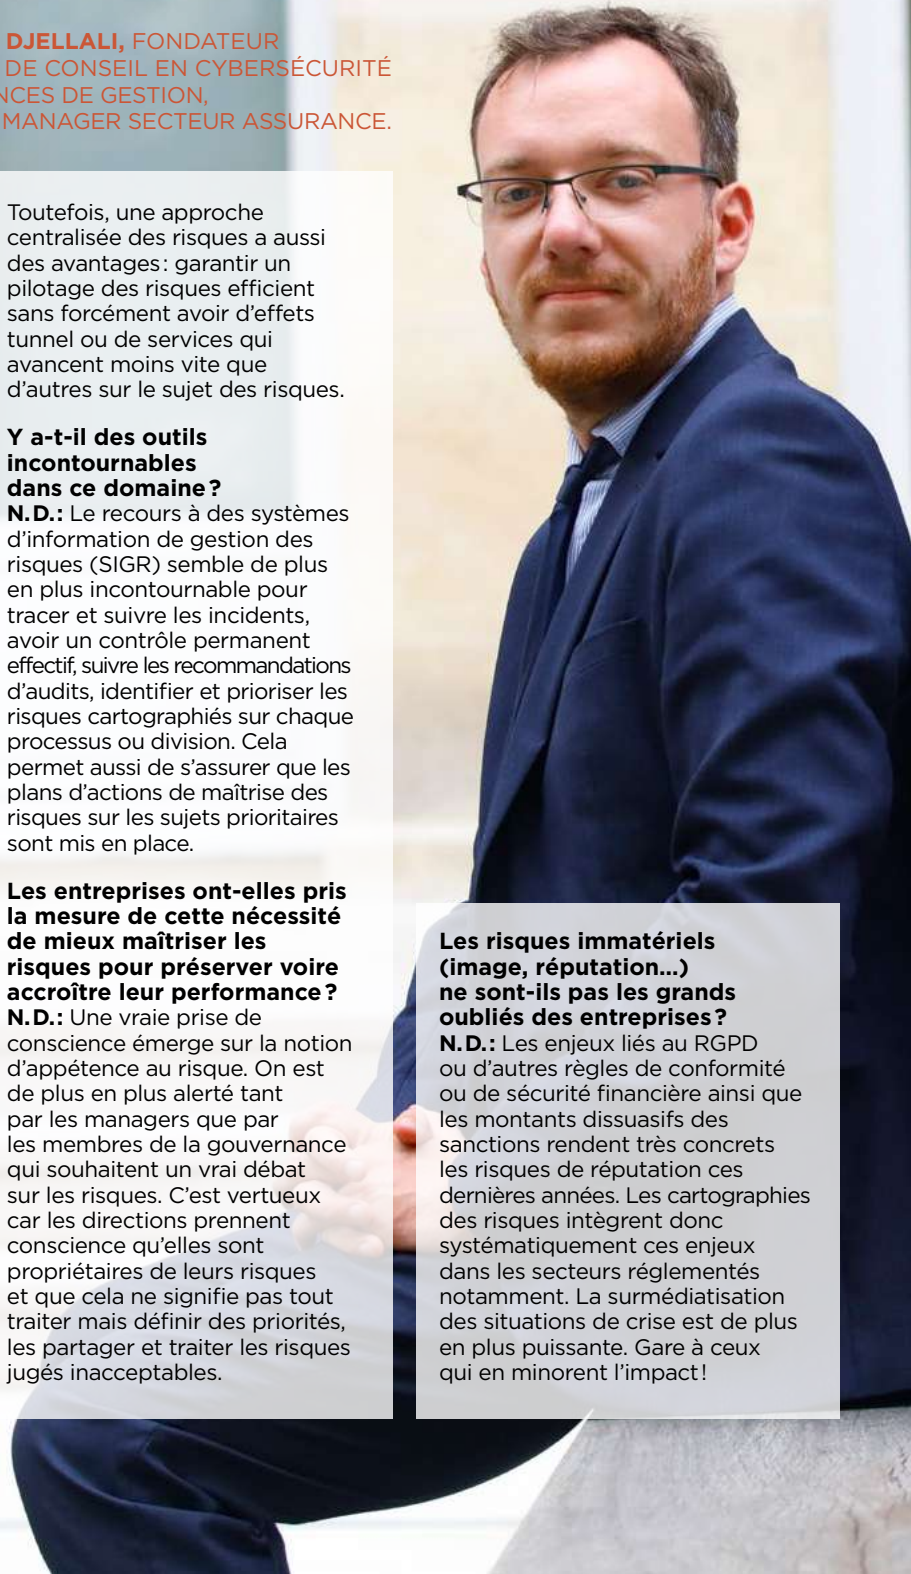 DJELLALI, FONDATEUR
DE CONSEIL EN CYBERSÉCURITÉ
NCES DE GESTION,
MANAGER SECTEUR ASSURANCE.
Toutefois, une approche
centralisée des risques a aussi
des avantages : garantir un
pilotage des risques efficient
sans forcément avoir d’effets
tunnel ou de services qui
avancent moins vite que
d’autres sur le sujet des risques.
Y a-t-il des outils
incontournables
dans ce domaine ?
N. D. : Le recours à des systèmes
d’information de gestion des
risques (SIGR) semble de plus
en plus incontournable pour
tracer et suivre les incidents,
avoir un contrôle permanent
effectif, suivre les recommandations
d’audits, identifier et prioriser les
risques cartographiés sur chaque
processus ou division. Cela
permet aussi de s’assurer que les
plans d’actions de maîtrise des
risques sur les sujets prioritaires
sont mis en place.
Les entreprises ont-elles pris
la mesure de cette nécessité
de mieux maîtriser les
risques pour préserver voire
accroître leur performance ?
N. D. : Une vraie prise de
conscience émerge sur la notion
d’appétence au risque. On est
de plus en plus alerté tant
par les managers que par
les membres de la gouvernance
qui souhaitent un vrai débat
sur les risques. C’est vertueux
car les directions prennent
conscience qu’elles sont
propriétaires de leurs risques
et que cela ne signifie pas tout
traiter mais définir des priorités,
les partager et traiter les risques
jugés inacceptables.
Les risques immatériels
(image, réputation...)
ne sont-ils pas les grands
oubliés des entreprises ?
N. D. : Les enjeux liés au RGPD
ou d’autres règles de conformité
ou de sécurité financière ainsi que
les montants dissuasifs des
sanctions rendent très concrets
les risques de réputation ces
dernières années. Les cartographies
des risques intègrent donc
systématiquement ces enjeux
dans les secteurs réglementés
notamment. La surmédiatisation
des situations de crise est de plus
en plus puissante. Gare à ceux
qui en minorent l’impact !